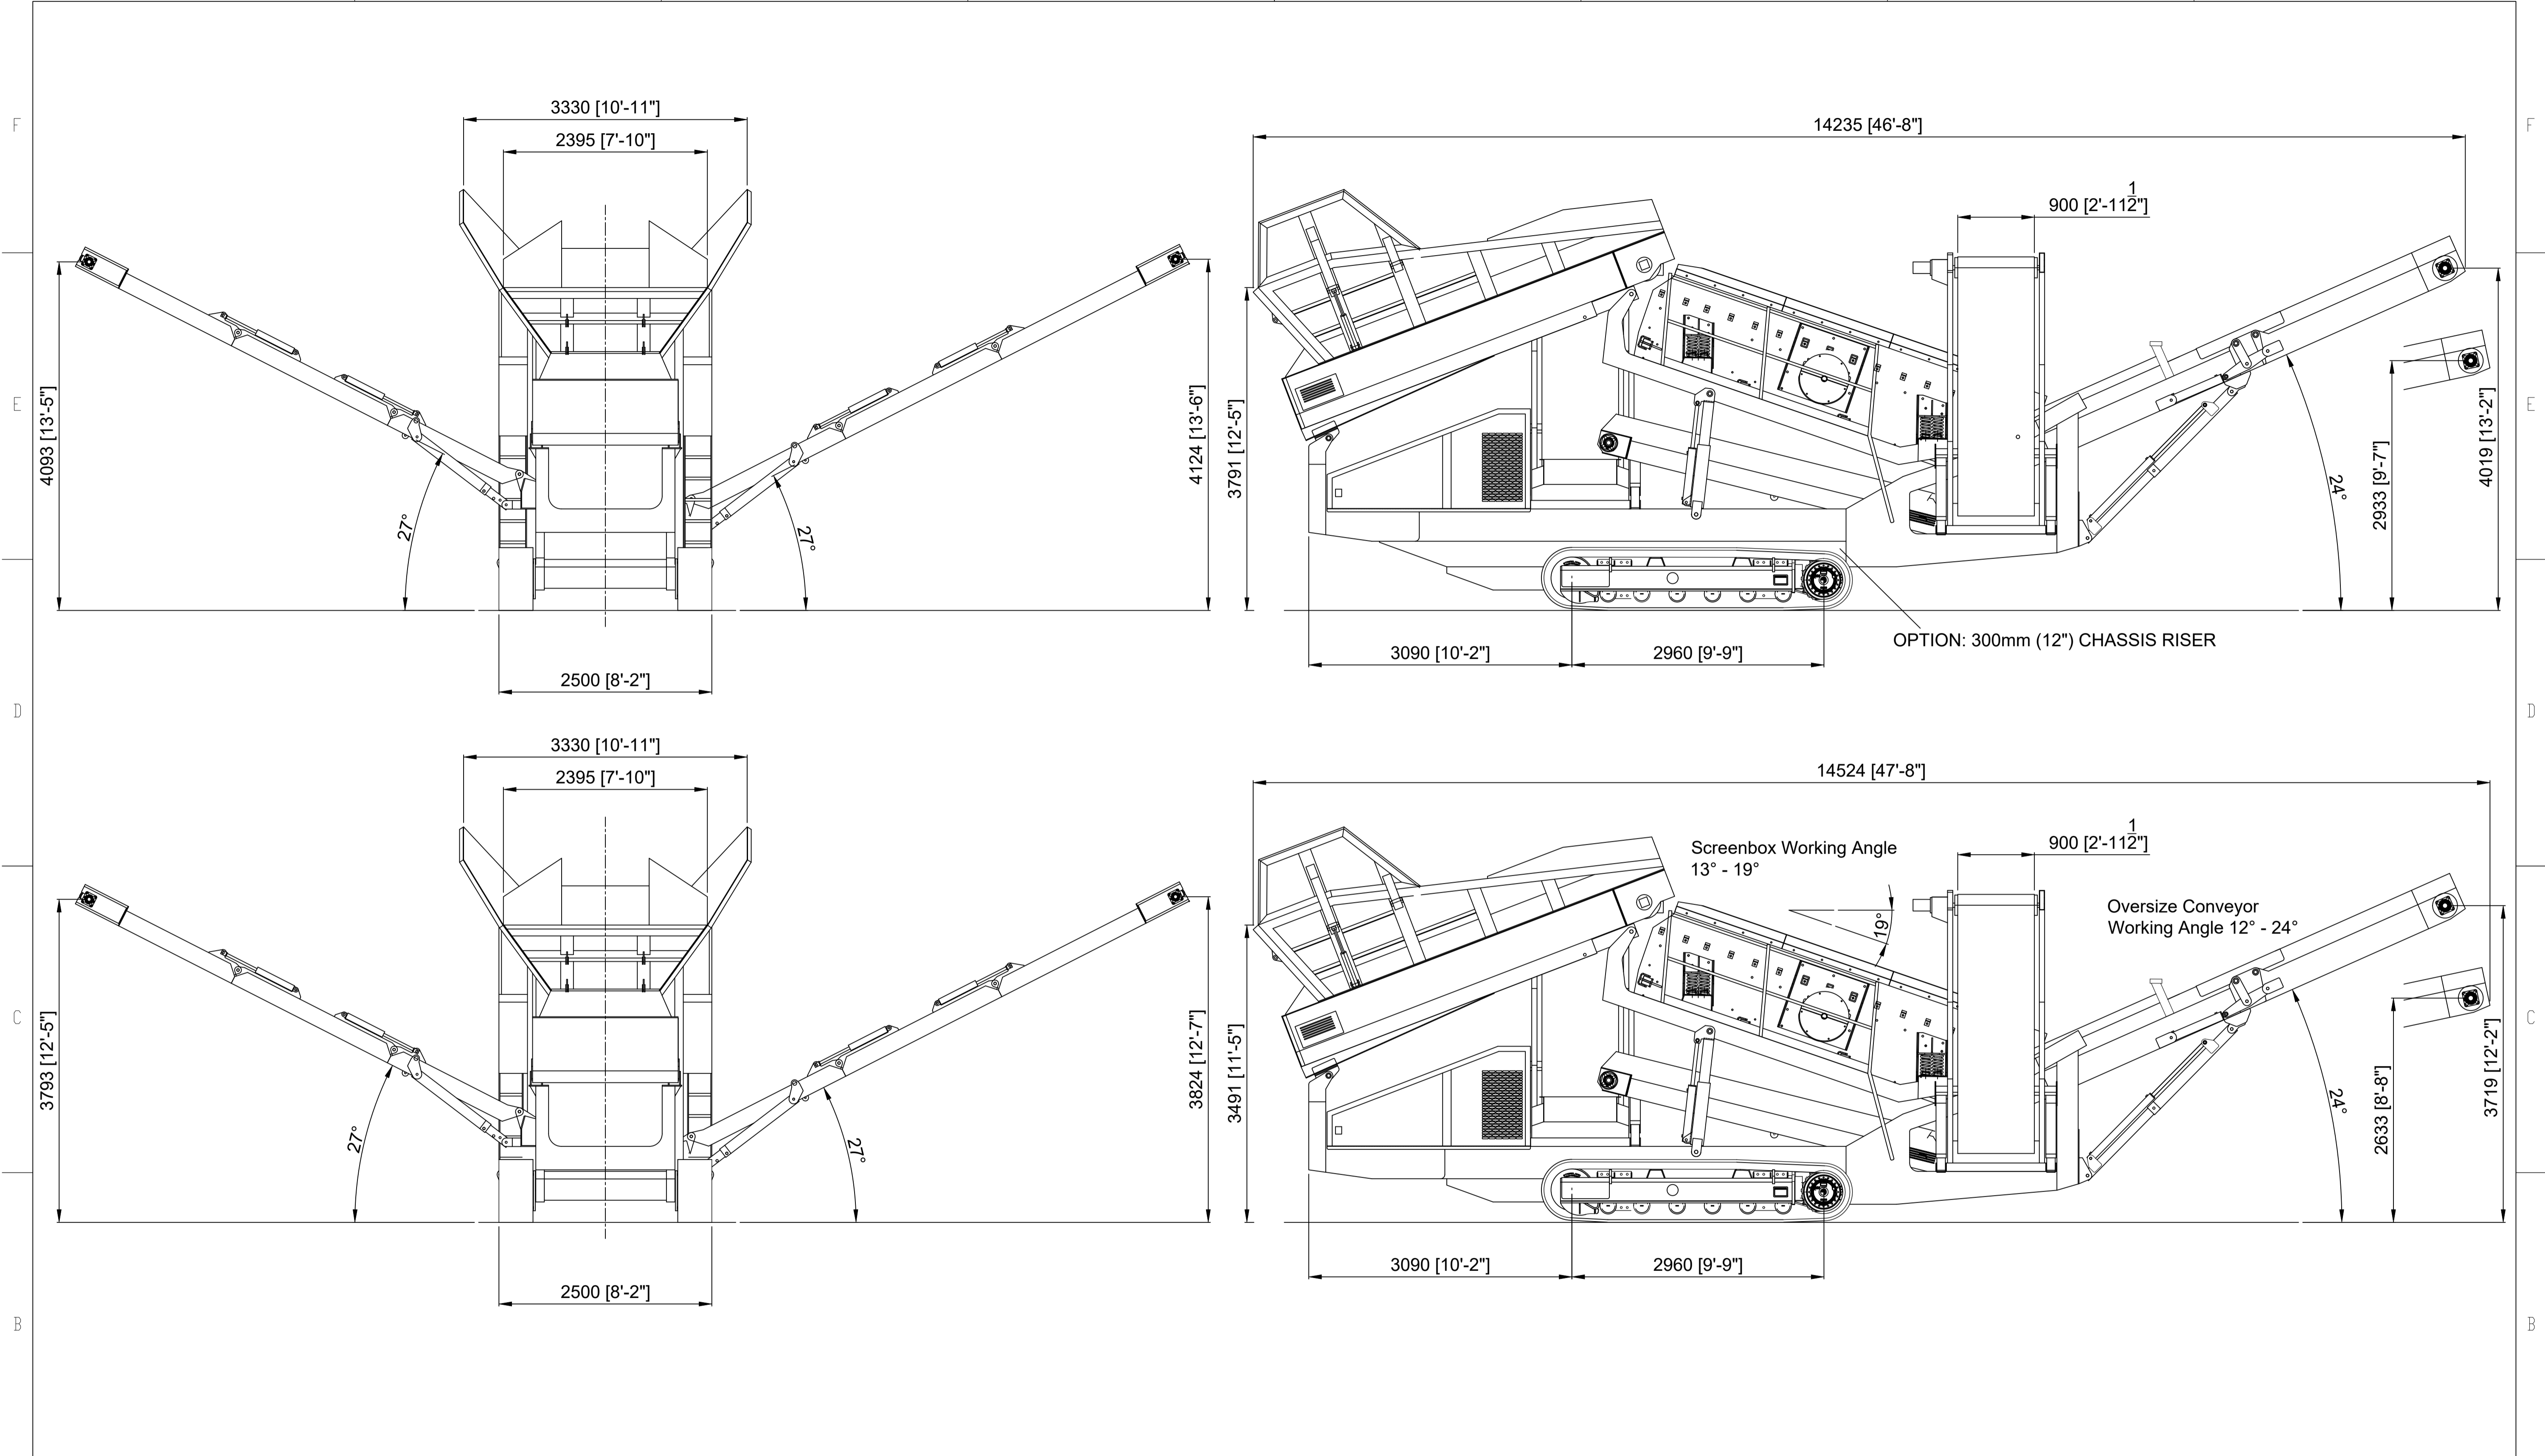 3330 [10'-11"]
2395 [7'-10"]
4093 [13'-5"]
27°
27°
4124 [13'-6"]
2500 [8'-2"]
14235 [46'-8"]
900 [2'-11 1/2"]
3791 [12'-5"]
24°
2933 [9'-7"]
4019 [13'-2"]
OPTION: 300mm (12") CHASSIS RISER
3090 [10'-2"]
2960 [9'-9"]
3330 [10'-11"]
2395 [7'-10"]
3793 [12'-5"]
27°
27°
3824 [12'-7"]
2500 [8'-2"]
14524 [47'-8"]
Screenbox Working Angle
13° - 19°
900 [2'-11 1/2"]
19°
Oversize Conveyor
Working Angle 12° - 24°
3491 [11'-5"]
24°
2633 [8'-8"]
3719 [12'-2"]
3090 [10'-2"]
2960 [9'-9"]
F
F
E
E
D
D
C
C
B
B